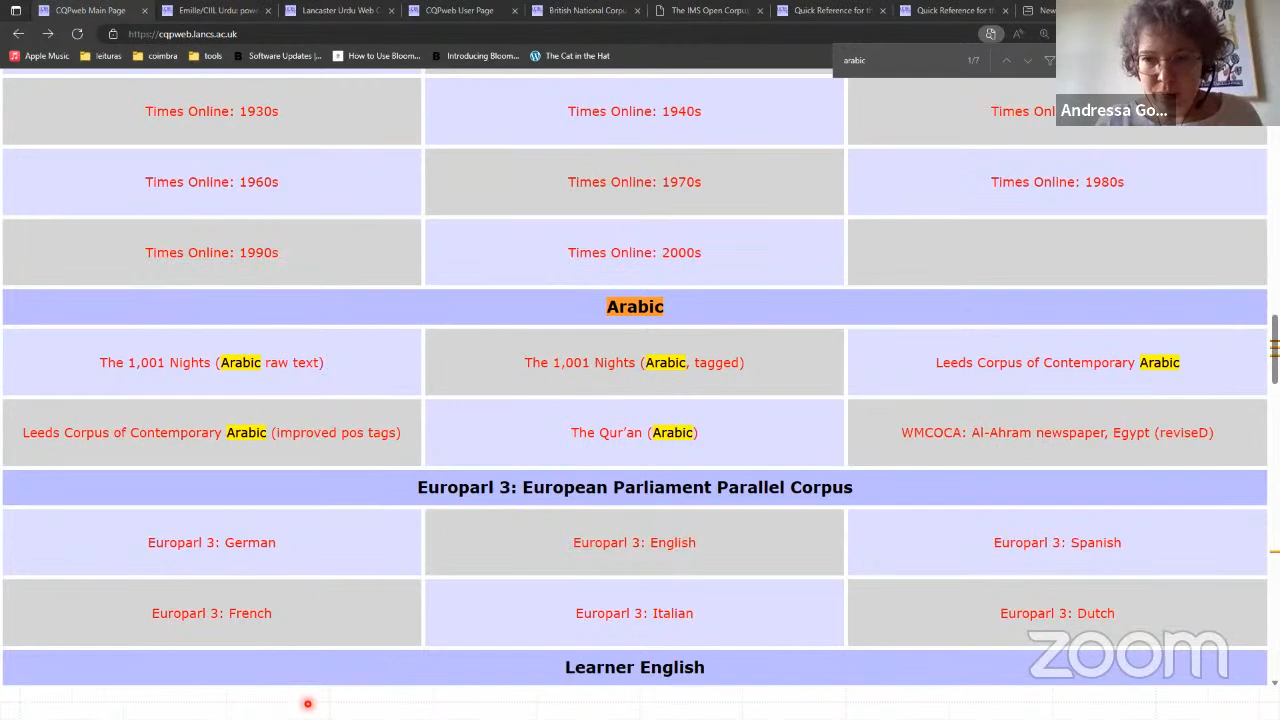 CQPweb Main Page
Emille/CIIL Urdu: pow
Lancaster Urdu Web C
CQPweb User Page
British National Corpu
The IMS Open Corpu
Quick Reference for th
Quick Reference for th
New
https://cqpweb.lancs.ac.uk
Apple Music
leituras
coimbra
tools
Software Updates |...
How to Use Bloom...
Introducing Bloom...
The Cat in the Hat
arabic
1/7
Andressa Go...
Times Online: 1930s
Times Online: 1940s
Times Onl
Times Online: 1960s
Times Online: 1970s
Times Online: 1980s
Times Online: 1990s
Times Online: 2000s
Arabic
The 1,001 Nights (Arabic raw text)
The 1,001 Nights (Arabic, tagged)
Leeds Corpus of Contemporary Arabic
Leeds Corpus of Contemporary Arabic (improved pos tags)
The Qur’an (Arabic)
WMCOCA: Al-Ahram newspaper, Egypt (reviseD)
Europarl 3: European Parliament Parallel Corpus
Europarl 3: German
Europarl 3: English
Europarl 3: Spanish
Europarl 3: French
Europarl 3: Italian
Europarl 3: Dutch
Learner English
zoom